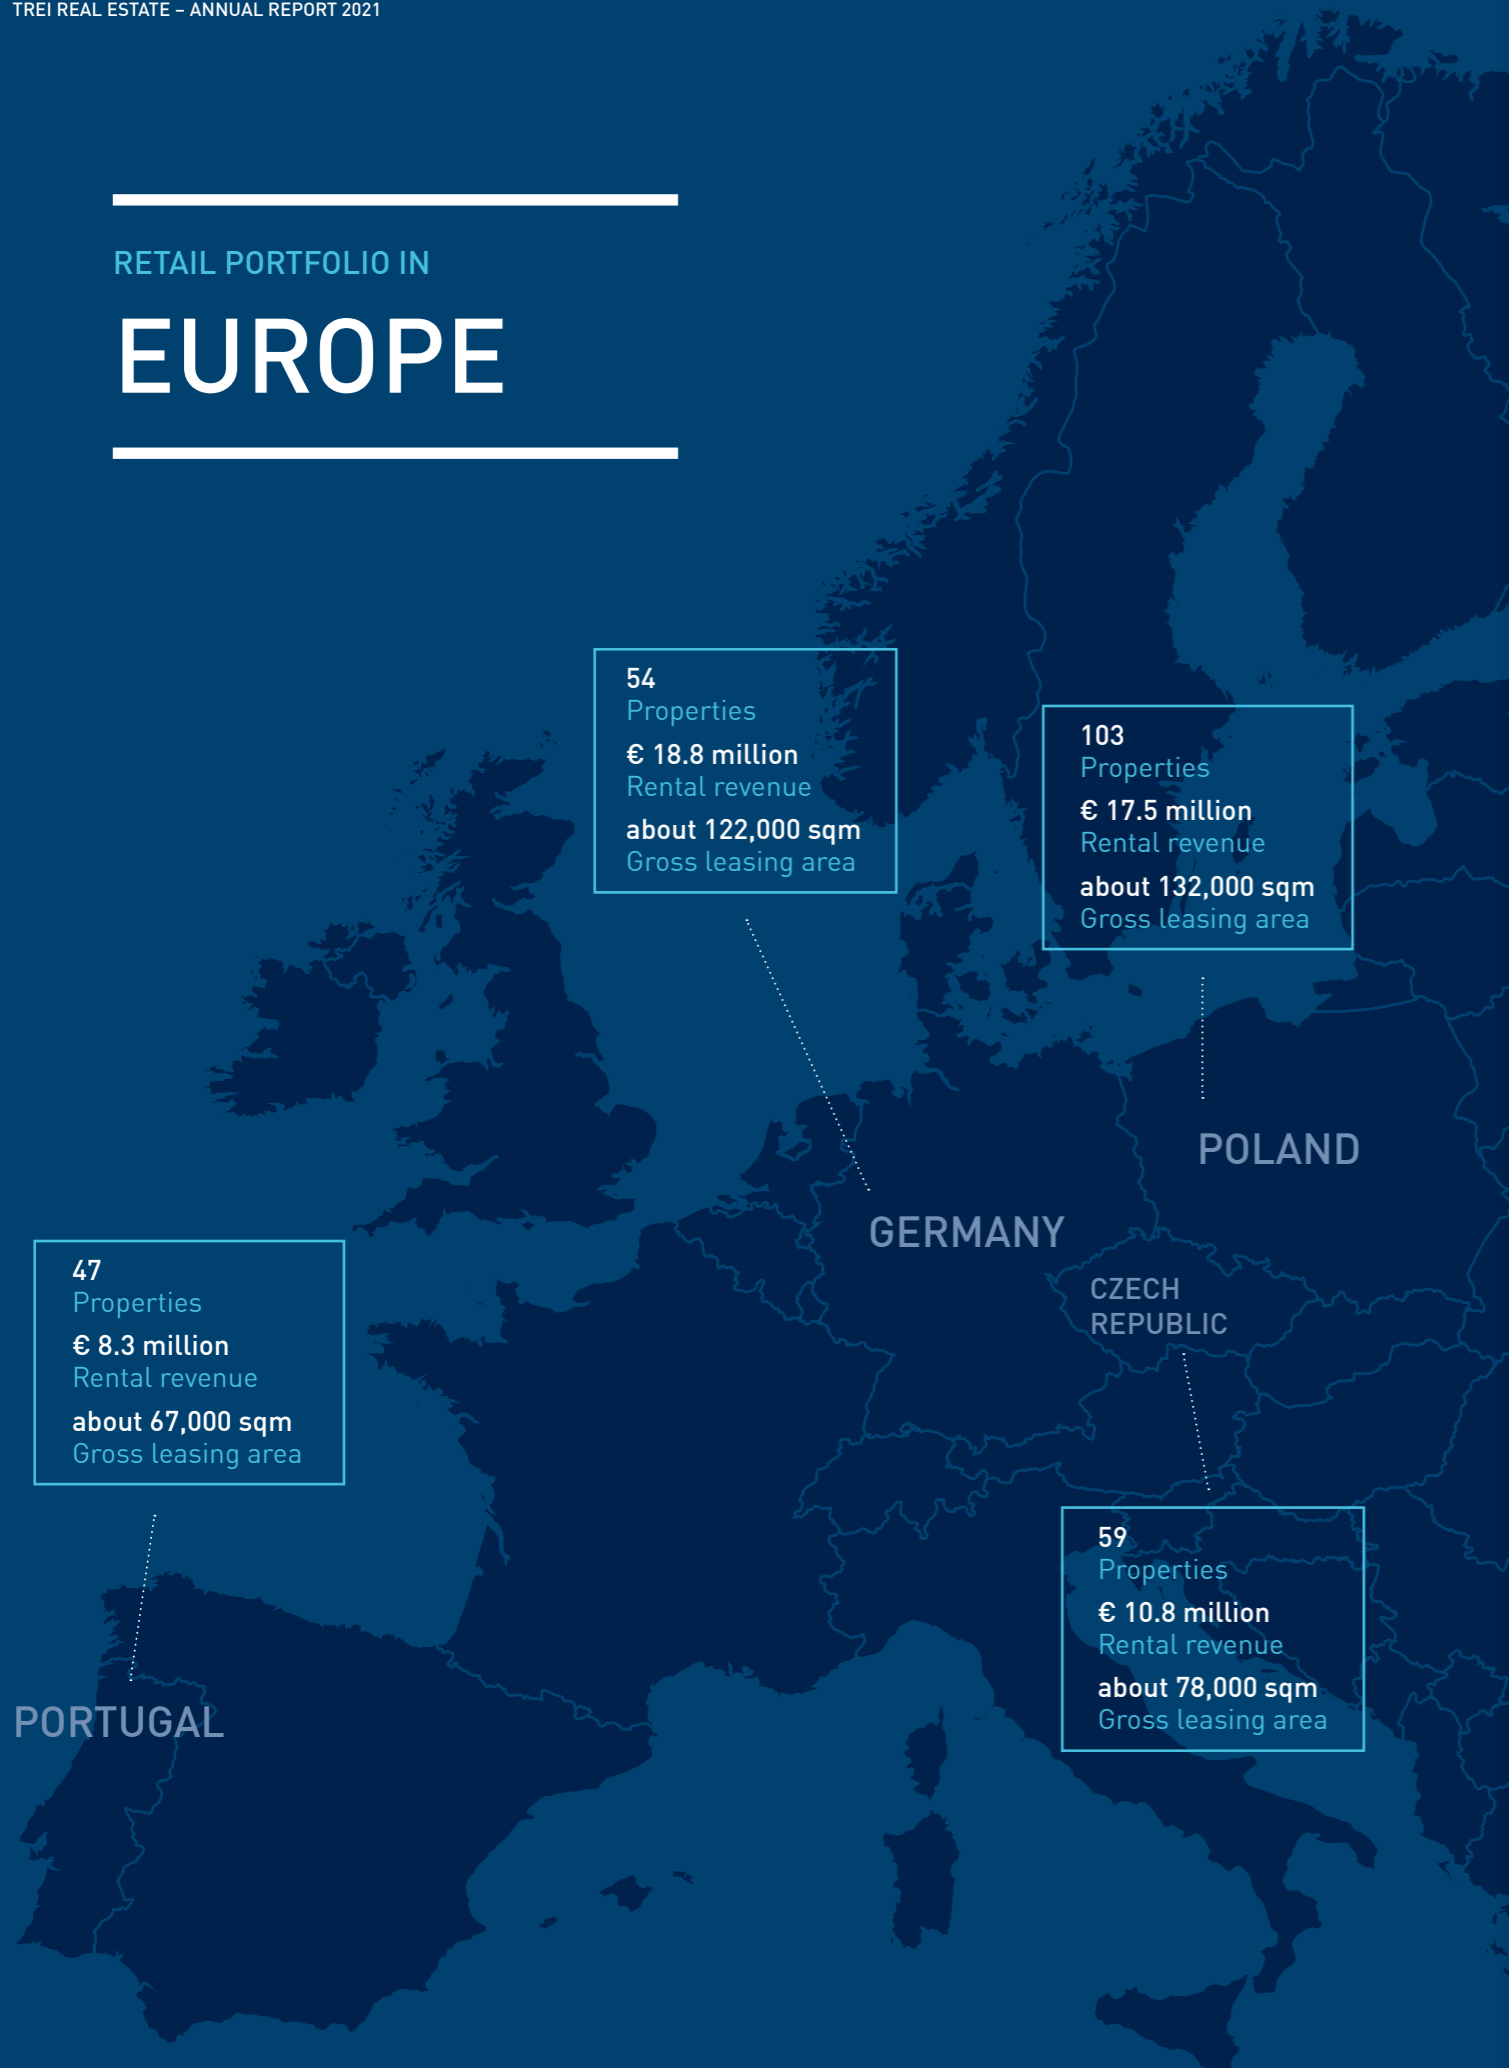 TREI REAL ESTATE – ANNUAL REPORT 2021
RETAIL PORTFOLIO IN
EUROPE
54
Properties
€ 18.8 million
Rental revenue
about 122,000 sqm
Gross leasing area
103
Properties
€ 17.5 million
Rental revenue
about 132,000 sqm
Gross leasing area
POLAND
GERMANY
CZECH
REPUBLIC
47
Properties
€ 8.3 million
Rental revenue
about 67,000 sqm
Gross leasing area
59
Properties
€ 10.8 million
Rental revenue
about 78,000 sqm
Gross leasing area
PORTUGAL